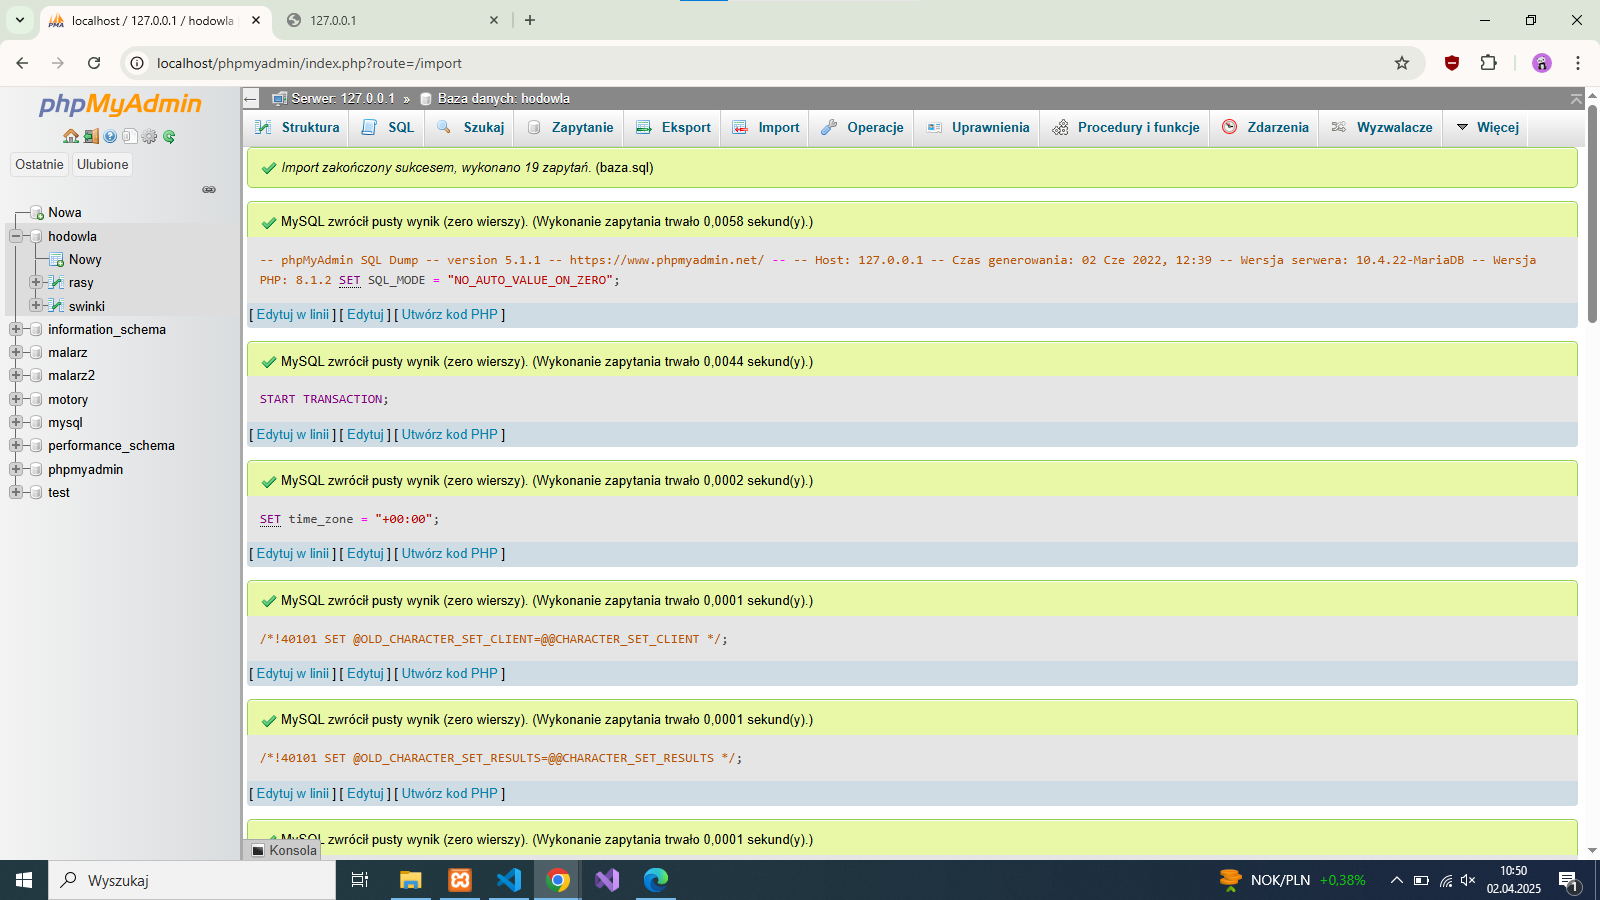 localhost / 127.0.0.1 / hodowla
127.0.0.1
localhost/phpmyadmin/index.php?route=/import
phpMyAdmin
Ostatnie
Ulubione
Nowa
hodowla
Nowy
rasy
swinki
information_schema
malarz
malarz2
motory
mysql
performance_schema
phpmyadmin
test
Serwer: 127.0.0.1 » Baza danych: hodowla
Struktura
SQL
Szukaj
Zapytanie
Eksport
Import
Operacje
Uprawnienia
Procedury i funkcje
Zdarzenia
Wyzwalacze
Więcej
Import zakończony sukcesem, wykonano 19 zapytań. (baza.sql)
MySQL zwrócił pusty wynik (zero wierszy). (Wykonanie zapytania trwało 0,0058 sekund(y).)
-- phpMyAdmin SQL Dump -- version 5.1.1 -- https://www.phpmyadmin.net/ -- -- Host: 127.0.0.1 -- Czas generowania: 02 Cze 2022, 12:39 -- Wersja serwera: 10.4.22-MariaDB -- Wersja
PHP: 8.1.2 SET SQL_MODE = "NO_AUTO_VALUE_ON_ZERO";
[ Edytuj w linii ] [ Edytuj ] [ Utwórz kod PHP ]
MySQL zwrócił pusty wynik (zero wierszy). (Wykonanie zapytania trwało 0,0044 sekund(y).)
START TRANSACTION;
[ Edytuj w linii ] [ Edytuj ] [ Utwórz kod PHP ]
MySQL zwrócił pusty wynik (zero wierszy). (Wykonanie zapytania trwało 0,0002 sekund(y).)
SET time_zone = "+00:00";
[ Edytuj w linii ] [ Edytuj ] [ Utwórz kod PHP ]
MySQL zwrócił pusty wynik (zero wierszy). (Wykonanie zapytania trwało 0,0001 sekund(y).)
/*!40101 SET @OLD_CHARACTER_SET_CLIENT=@@CHARACTER_SET_CLIENT */;
[ Edytuj w linii ] [ Edytuj ] [ Utwórz kod PHP ]
MySQL zwrócił pusty wynik (zero wierszy). (Wykonanie zapytania trwało 0,0001 sekund(y).)
/*!40101 SET @OLD_CHARACTER_SET_RESULTS=@@CHARACTER_SET_RESULTS */;
[ Edytuj w linii ] [ Edytuj ] [ Utwórz kod PHP ]
MySQL zwrócił pusty wynik (zero wierszy). (Wykonanie zapytania trwało 0,0001 sekund(y).)
Konsola
Wyszukaj
NOK/PLN +0,38%
10:50
02.04.2025
1